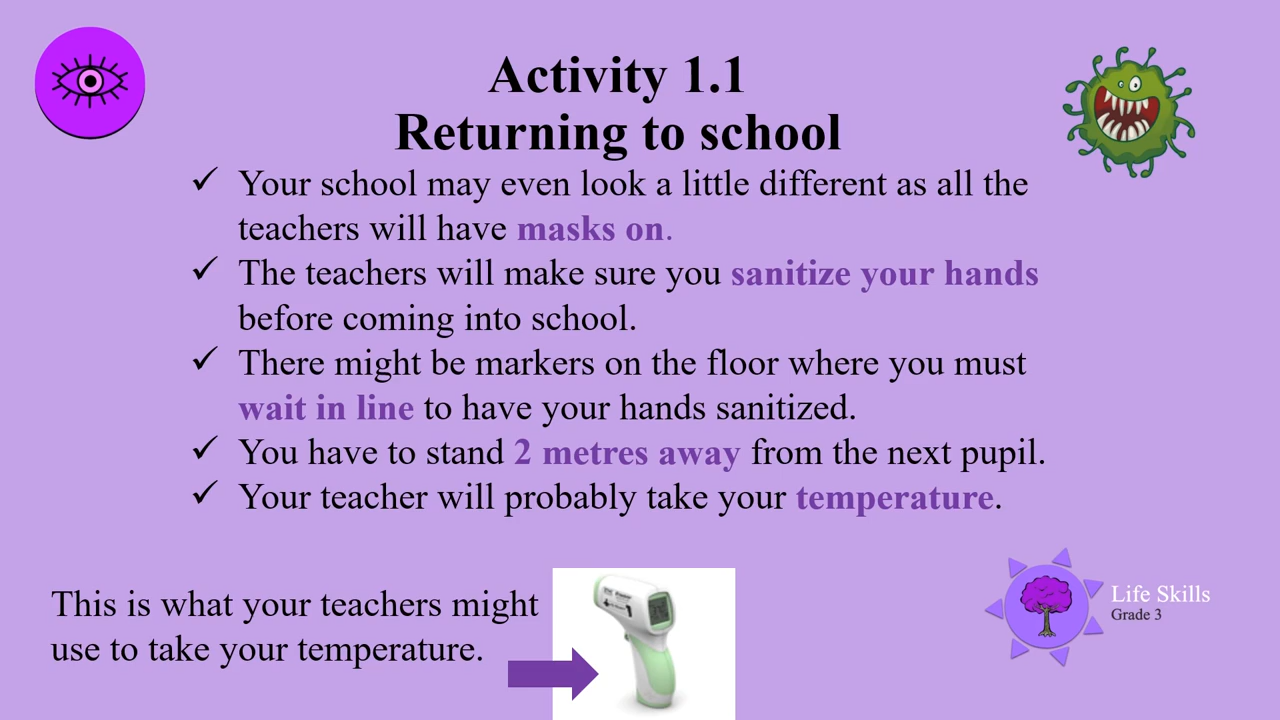 Activity 1.1
Returning to school
✓ Your school may even look a little different as all the
teachers will have masks on.
✓ The teachers will make sure you sanitize your hands
before coming into school.
✓ There might be markers on the floor where you must
wait in line to have your hands sanitized.
✓ You have to stand 2 metres away from the next pupil.
✓ Your teacher will probably take your temperature.
This is what your teachers might
use to take your temperature.
Life Skills
Grade 3